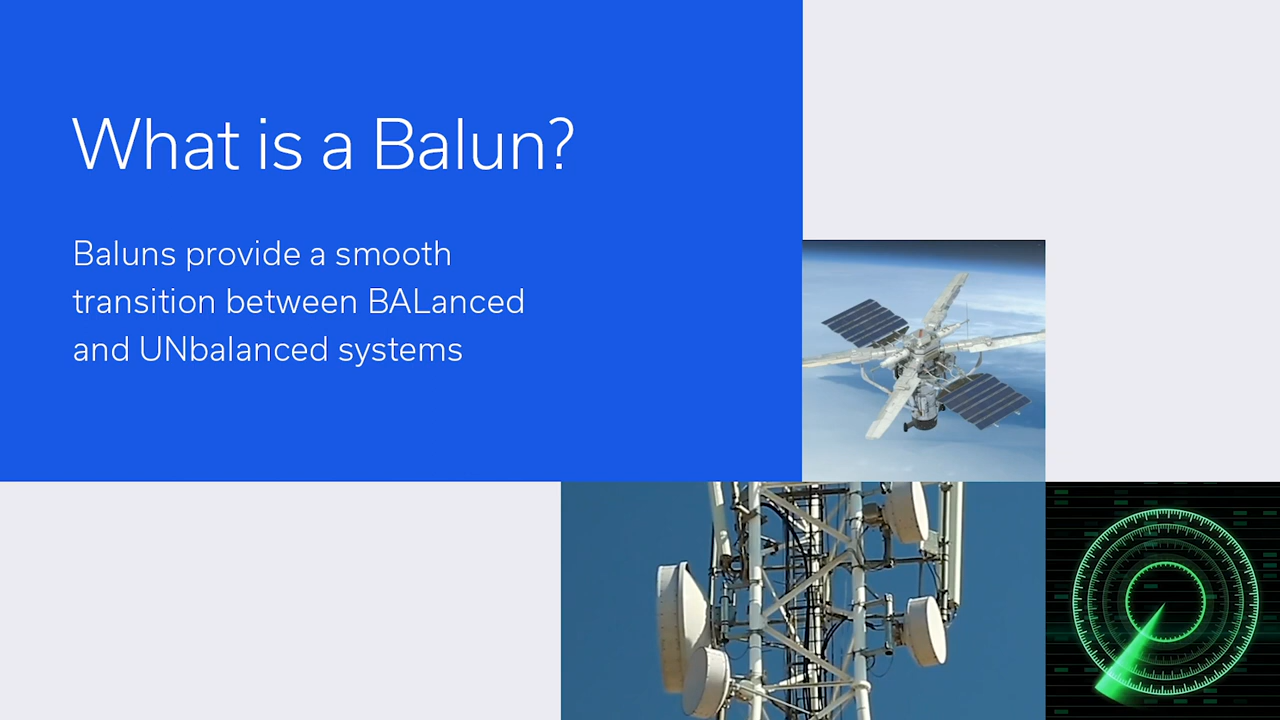 What is a Balun?
Baluns provide a smooth
transition between BALanced
and UNbalanced systems